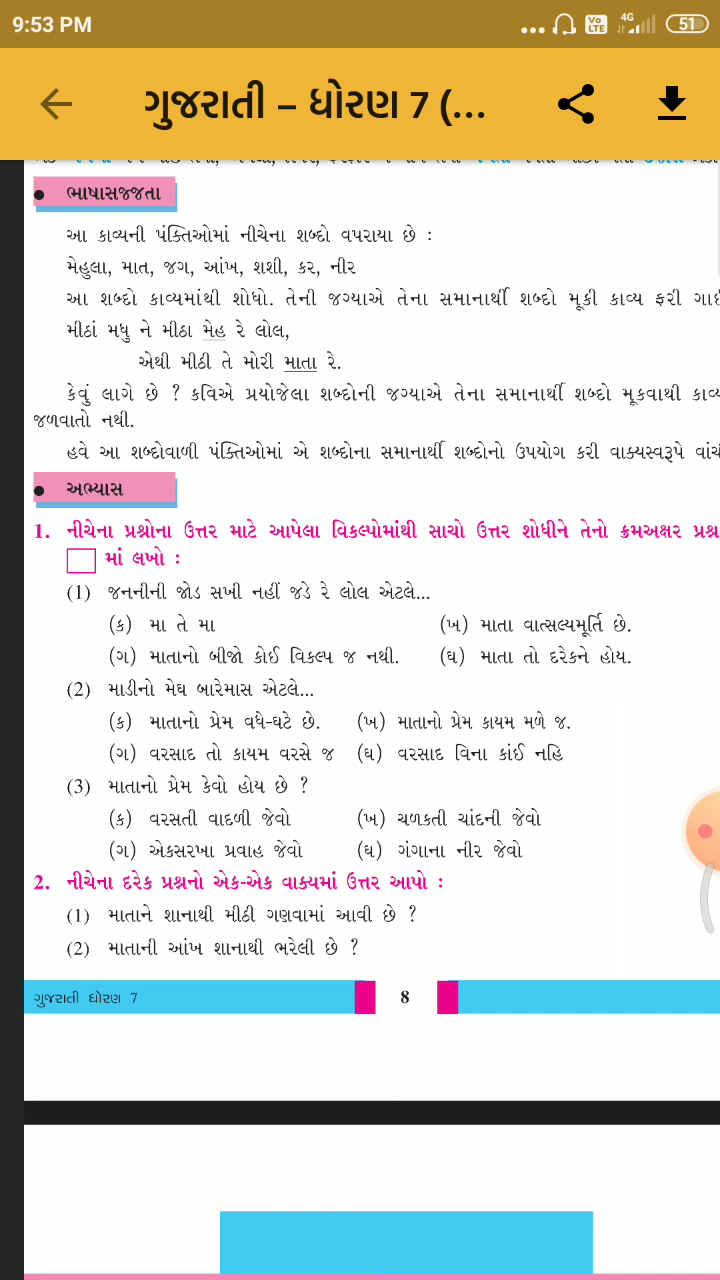 9:53 PM
Vo LTE 4G 51
ગુજરાતી – ધોરણ 7 (...
ભાષાસજ્જતા
આ કાવ્યની પંક્તિઓમાં નીચેના શબ્દો વપરાયા છે :
મેહુલા, માત, જગ, આંખ, શશી, કર, નીર
આ શબ્દો કાવ્યમાંથી શોધો. તેની જગ્યાએ તેના સમાનાર્થી શબ્દો મૂકી કાવ્ય ફરી
મીઠાં મધુ ને મીઠા મેહ રે લોલ,
એથી મીઠી તે મોરી માતા રે.
કેવું લાગે છે ? કવિએ પ્રયોજેલા શબ્દોની જગ્યાએ તેના સમાનાર્થી શબ્દો મૂકવાથી
જળવાતો નથી.
હવે આ શબ્દોવાળી પંક્તિઓમાં એ શબ્દોના સમાનાર્થી શબ્દોનો ઉપયોગ કરી વાક્યસ્વરૂપે
અભ્યાસ
1. નીચેના પ્રશ્નોના ઉત્તર માટે આપેલા વિકલ્પોમાંથી સાચો ઉત્તર શોધીને તેનો ક્રમઅક્ષર
માં લખો :
(1) જનનીની જોડ સખી નહીં જડે રે લોલ એટલે...
(ક) મા તે મા (ખ) માતા વાત્સલ્યમૂર્તિ છે.
(ગ) માતાનો બીજો કોઈ વિકલ્પ જ નથી. (ઘ) માતા તો દરેકને હોય.
(2) માડીનો મેઘ બારેમાસ એટલે...
(ક) માતાનો પ્રેમ વધે-ઘટે છે. (ખ) માતાનો પ્રેમ કાયમ મળે જ.
(ગ) વરસાદ તો કાયમ વરસે જ (ઘ) વરસાદ વિના કાંઈ નહિ
(3) માતાનો પ્રેમ કેવો હોય છે ?
(ક) વરસતી વાદળી જેવો (ખ) ચળકતી ચાંદની જેવો
(ગ) એકસરખા પ્રવાહ જેવો (ઘ) ગંગાના નીર જેવો
2. નીચેના દરેક પ્રશ્નનો એક-એક વાક્યમાં ઉત્તર આપો :
(1) માતાને શાનાથી મીઠી ગણવામાં આવી છે ?
(2) માતાની આંખ શાનાથી ભરેલી છે ?
ગુજરાતી ધોરણ 7 8